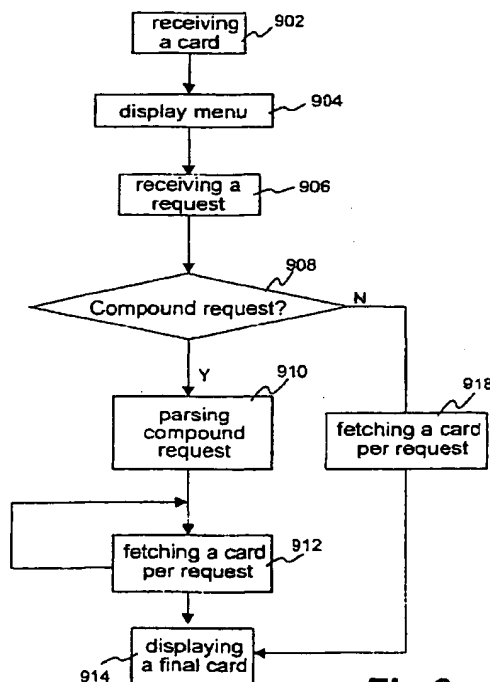 receiving
a card
902
display menu
904
receiving a
request
906
908
Compound request?
N
Y
910
parsing
compound
request
918
fetching a card
per request
fetching a card
per request
912
displaying
a final card
914